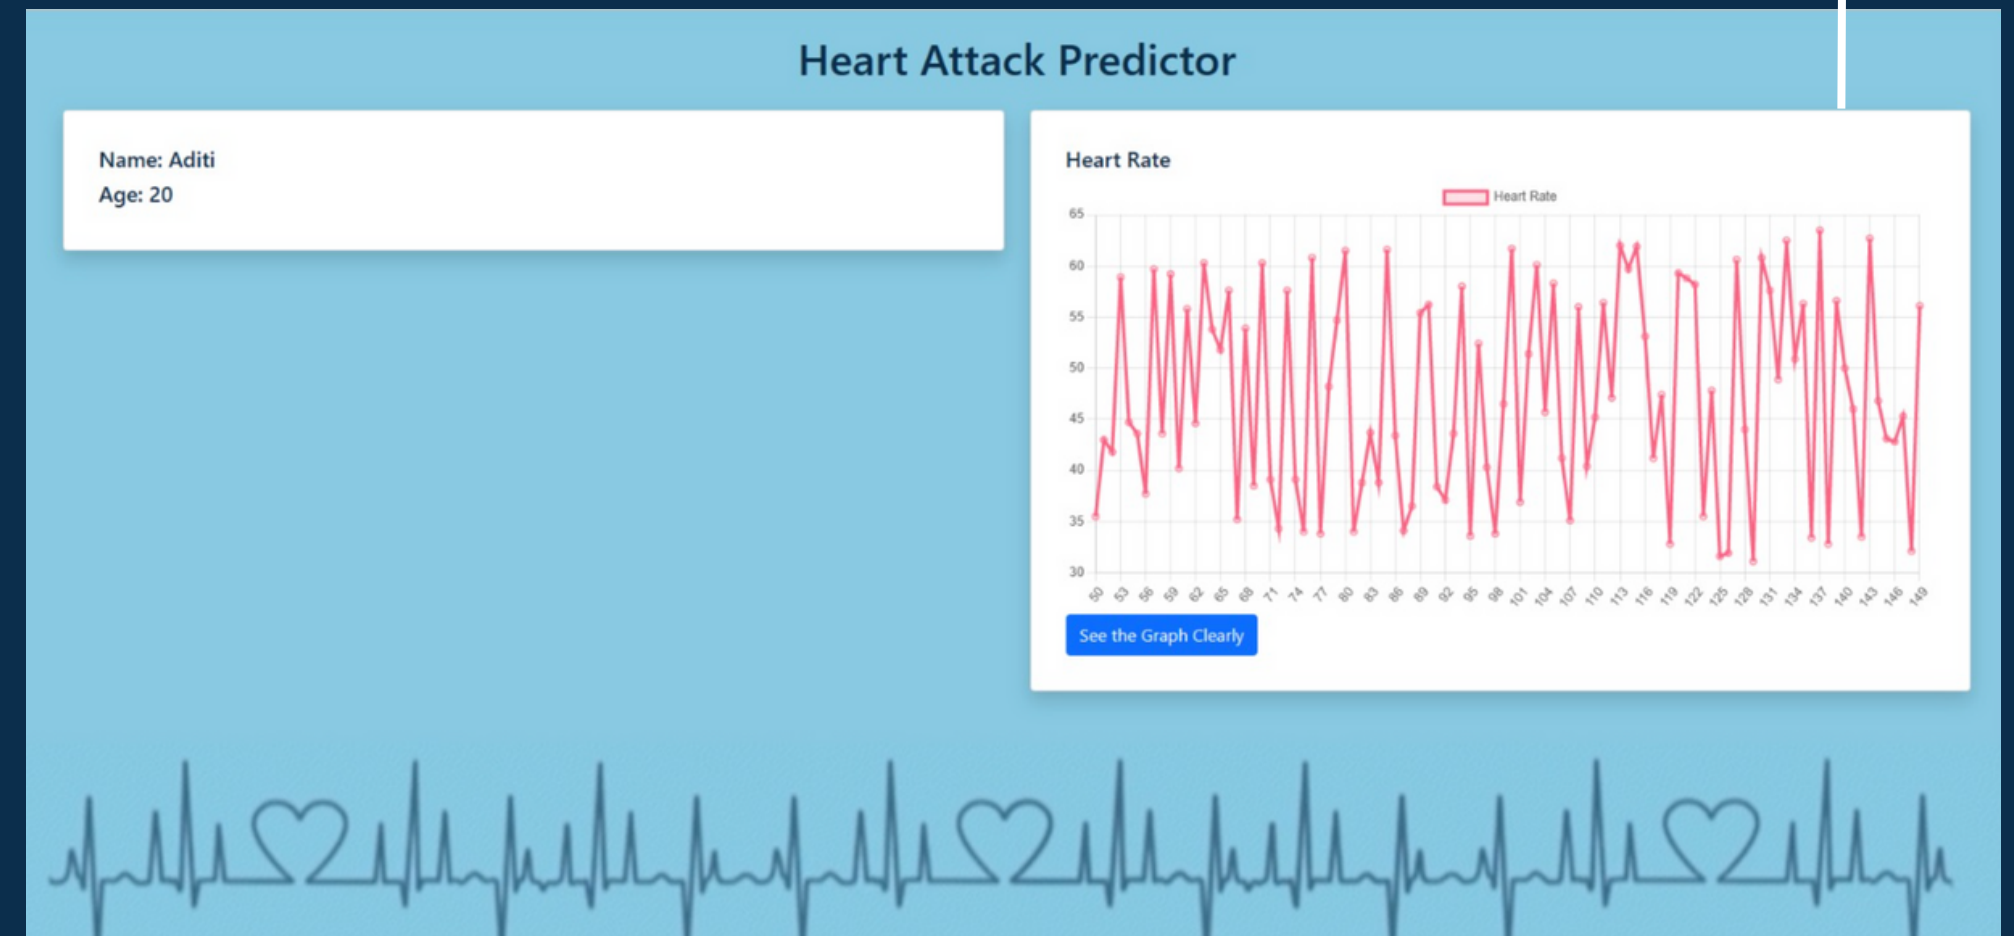 Heart Attack Predictor
Name: Aditi
Age: 20
Heart Rate
Heart Rate
65
60
55
50
45
40
35
30
50 53 56 59 62 65 68 71 74 77 80 83 86 89 92 95 98 101 104 107 110 113 116 119 122 125 128 131 134 137 140 143 146 149
See the Graph Clearly